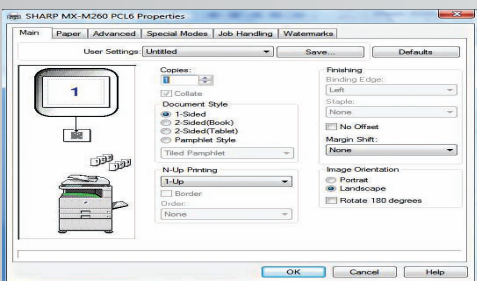 SHARP MX-M260 PCL6 Properties
Main Paper Advanced Special Modes Job Handling Watermarks
User Settings: Untitled Save... Defaults
Copies:
1
Collate
Document Style
1-Sided
2-Sided(Book)
2-Sided(Tablet)
Pamphlet Style
Tiled Pamphlet
N-Up Printing
1-Up
Border
Order:
None
Finishing
Binding Edge:
Left
Staple:
None
No Offset
Margin Shift:
None
Image Orientation
Portrait
Landscape
Rotate 180 degrees
1
OK Cancel Help